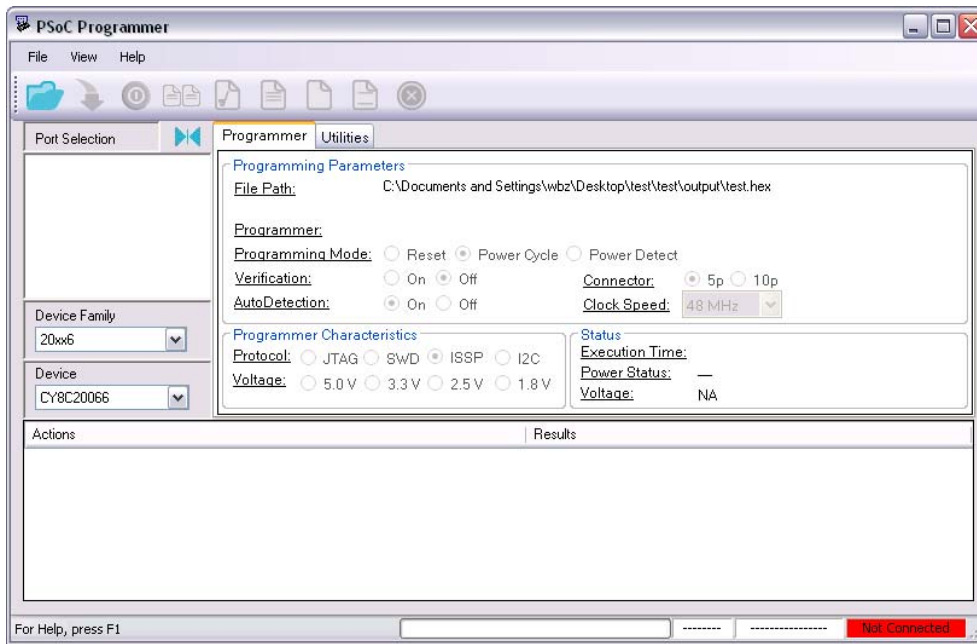 PSoC Programmer
File View Help
Port Selection
Programmer Utilities
Programming Parameters
File Path: C:\Documents and Settings\wbz\Desktop\test\test\output\test.hex
Programmer:
Programming Mode: Reset Power Cycle Power Detect
Verification: On Off Connector: 5p 10p
AutoDetection: On Off Clock Speed: 48 MHz
Device Family
20xx6
Device
CY8C20066
Programmer Characteristics
Protocol: JTAG SWD ISSP I2C
Voltage: 5.0 V 3.3 V 2.5 V 1.8 V
Status
Execution Time:
Power Status: —
Voltage: NA
Actions Results
For Help, press F1 -------- ---------------- Not Connected